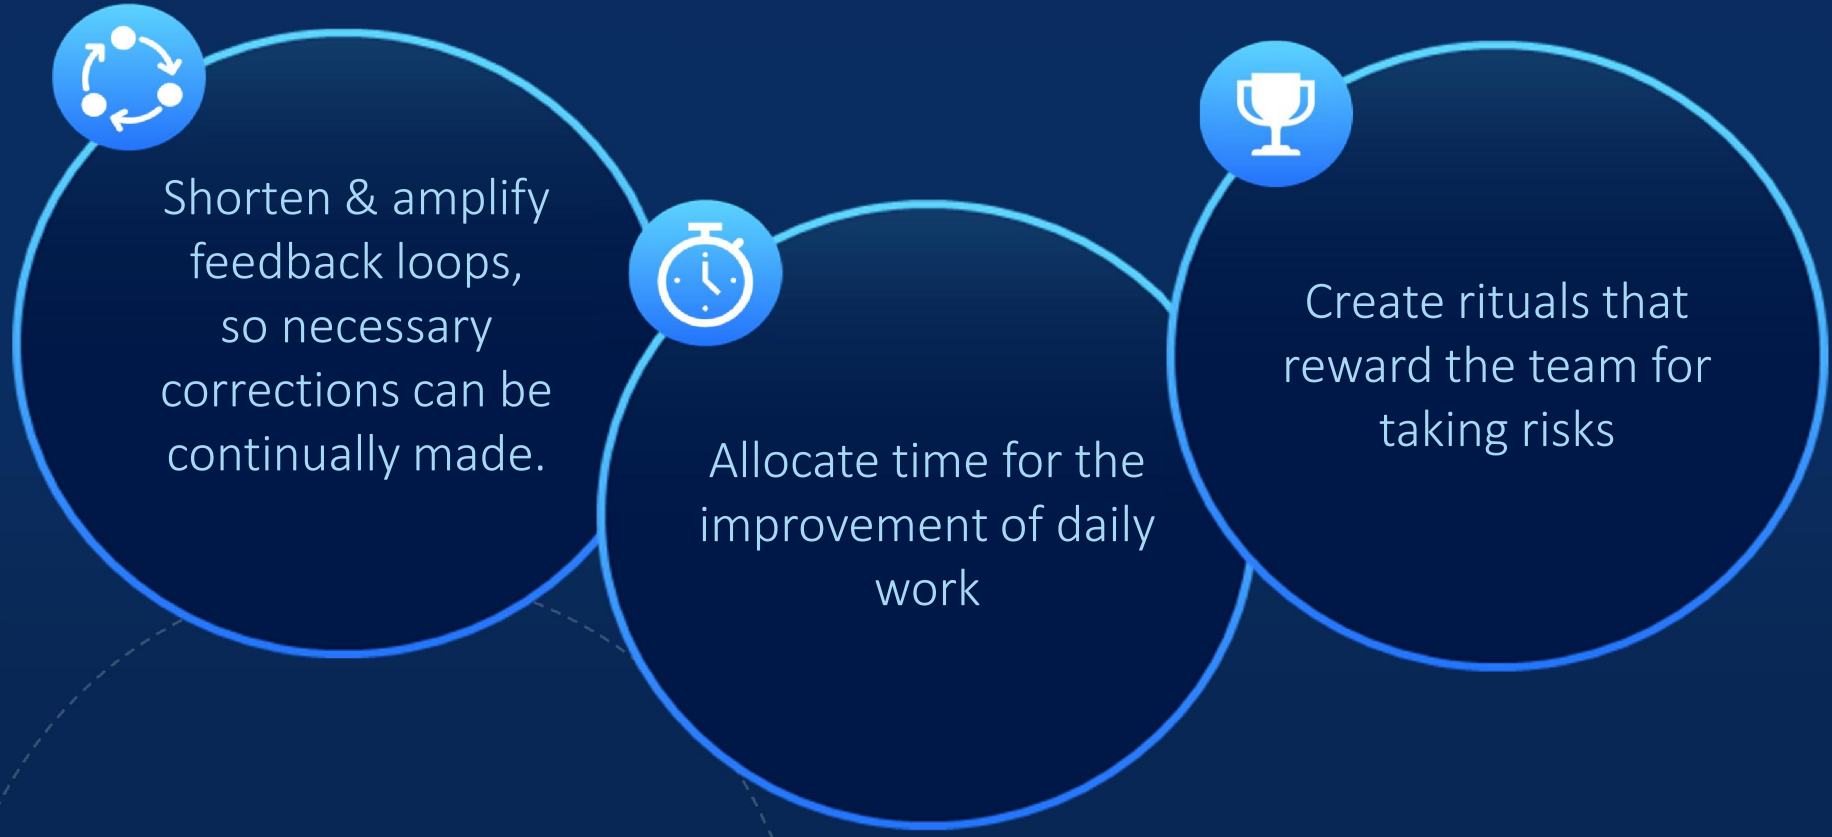 Shorten & amplify
feedback loops,
so necessary
corrections can be
continually made.
Allocate time for the
improvement of daily
work
Create rituals that
reward the team for
taking risks